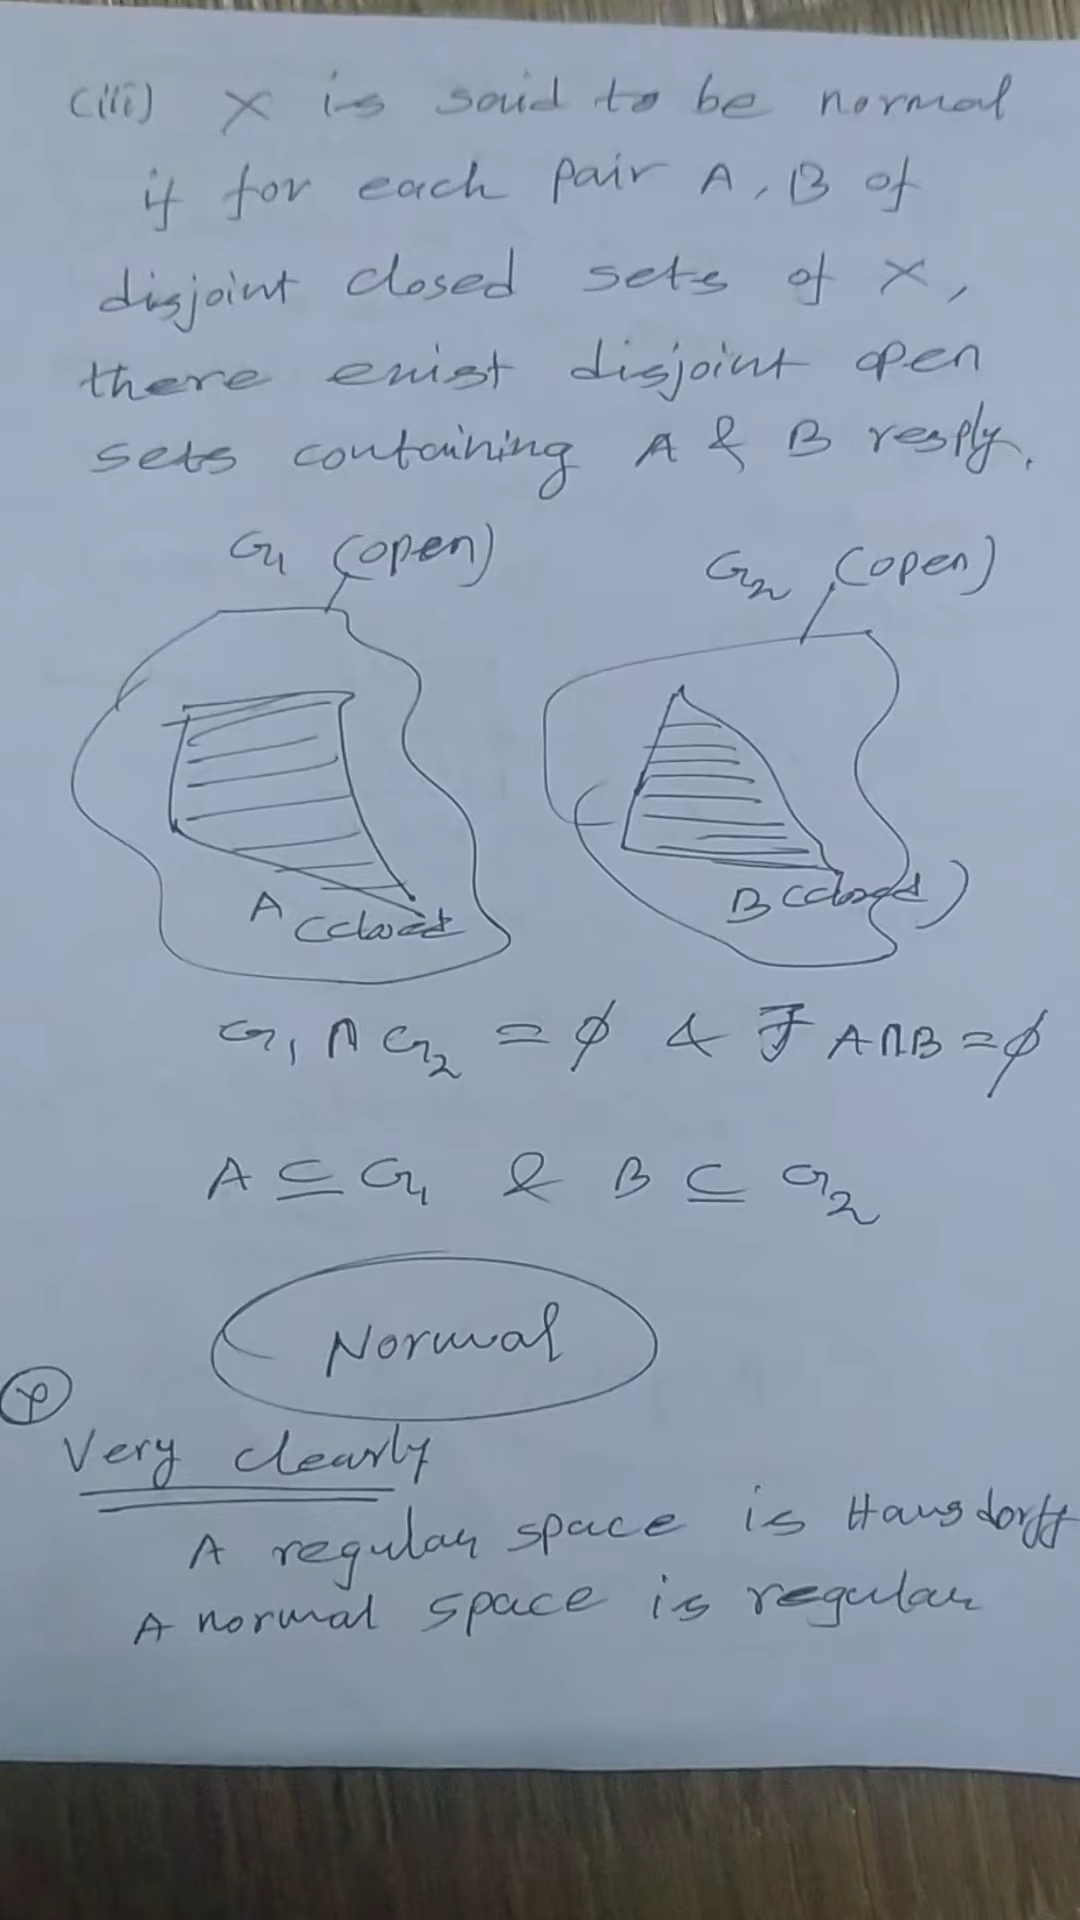 (iii) X is said to be normal
if for each pair A, B of
disjoint closed sets of X,
there exist disjoint open
sets containing A & B resply.
G₁ (open)
G₂ (open)
A (closed
B (closed)
G₁ ∩ G₂ = ϕ & A∩B = ϕ
A ⊆ G₁ & B ⊆ G₂
Normal
Very clearly
A regular space is Hausdorff
A normal space is regular